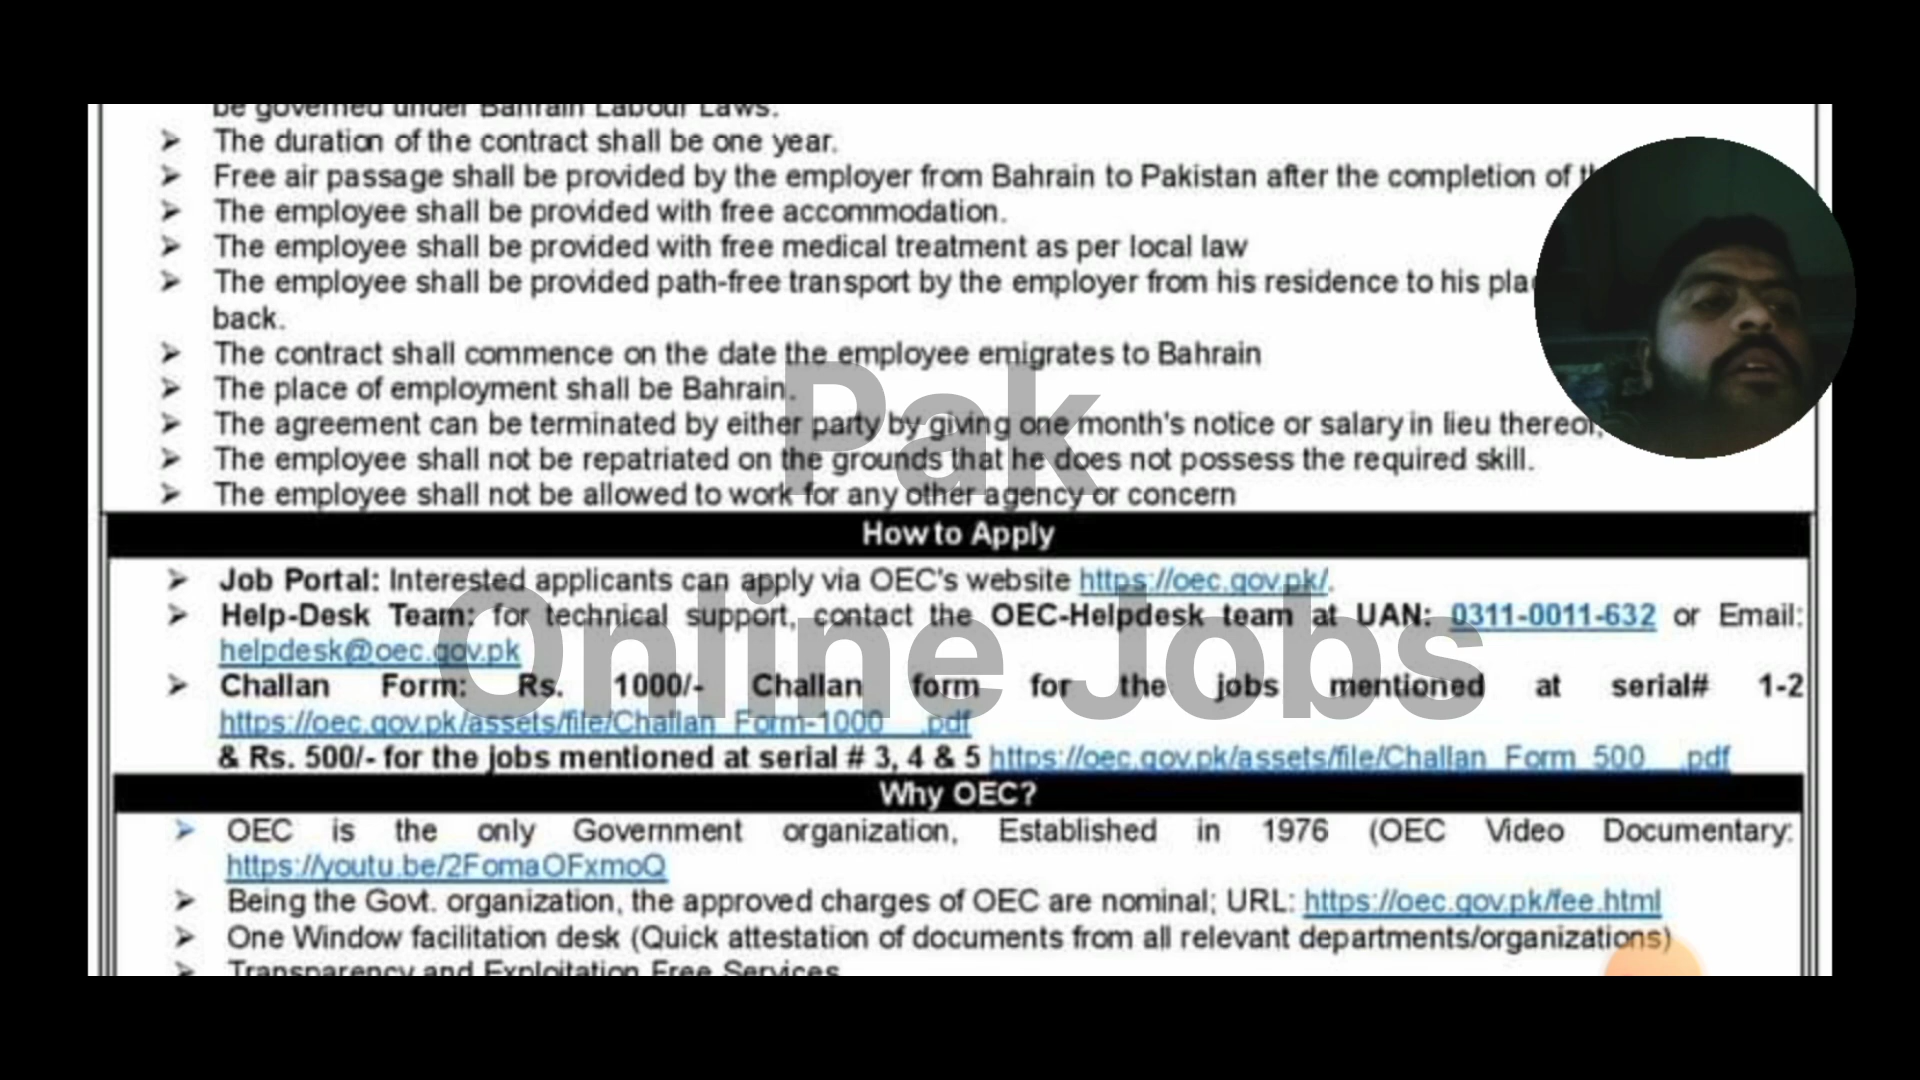 be governed under Bahrain Labour Laws.
➢ The duration of the contract shall be one year.
➢ Free air passage shall be provided by the employer from Bahrain to Pakistan after the completion of
➢ The employee shall be provided with free accommodation.
➢ The employee shall be provided with free medical treatment as per local law
➢ The employee shall be provided path-free transport by the employer from his residence to his
back.
➢ The contract shall commence on the date the employee emigrates to Bahrain
➢ The place of employment shall be Bahrain.
➢ The agreement can be terminated by either party by giving one month's notice or salary in lieu thereof,
➢ The employee shall not be repatriated on the grounds that he does not possess the required skill.
➢ The employee shall not be allowed to work for any other agency or concern
Pak
How to Apply
➢ Job Portal: Interested applicants can apply via OEC's website https://oec.gov.pk/.
➢ Help-Desk Team: for technical support, contact the OEC-Helpdesk team at UAN: 0311-0011-632 or Email:
helpdesk@oec.gov.pk
Online Jobs
➢ Challan Form: Rs. 1000/- Challan form for the jobs mentioned at serial# 1-2
https://oec.gov.pk/assets/file/Challan_Form-1000__.pdf
& Rs. 500/- for the jobs mentioned at serial # 3, 4 & 5 https://oec.gov.pk/assets/file/Challan_Form_500__.pdf
Why OEC?
➢ OEC is the only Government organization, Established in 1976 (OEC Video Documentary:
https://youtu.be/2FomaOFxmoQ
➢ Being the Govt. organization, the approved charges of OEC are nominal; URL: https://oec.gov.pk/fee.html
➢ One Window facilitation desk (Quick attestation of documents from all relevant departments/organizations)
➢ Transparency and Exploitation Free Services